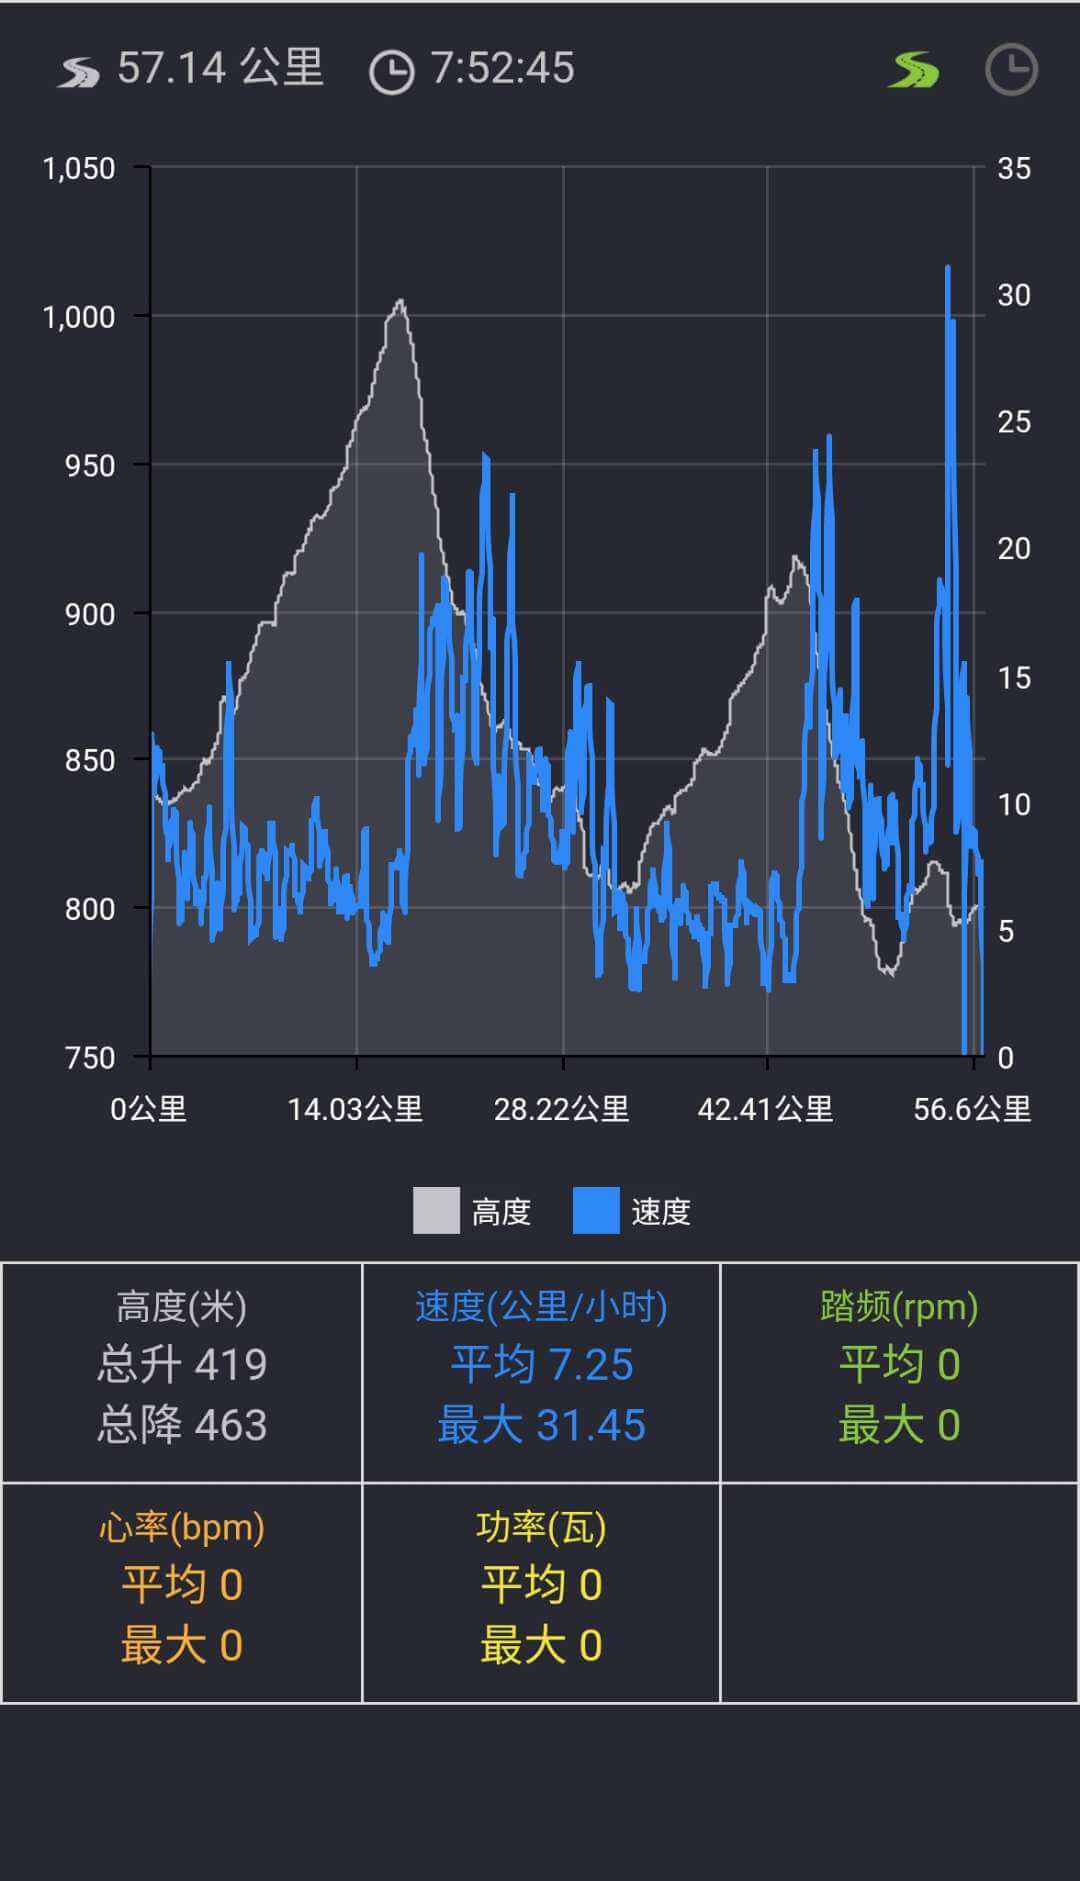 57.14 公里 7:52:45
1,050 35
30
1,000
25
950
20
900
15
850
10
800
5
750 0
0公里 14.03公里 28.22公里 42.41公里 56.6公里
高度 速度
高度(米) 速度(公里/小时) 踏频(rpm)
总升 419 平均 7.25 平均 0
总降 463 最大 31.45 最大 0
心率(bpm) 功率(瓦)
平均 0 平均 0
最大 0 最大 0